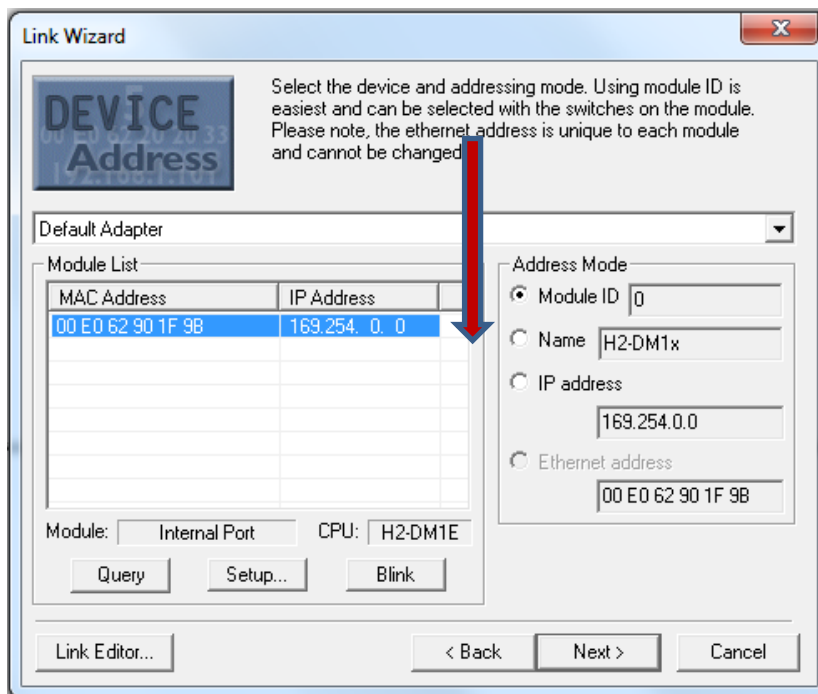 Link Wizard
DEVICE
Address
Select the device and addressing mode. Using module ID is
easiest and can be selected with the switches on the module.
Please note, the ethernet address is unique to each module
and cannot be changed
Default Adapter
Module List
MAC Address IP Address
00 E0 62 90 1F 9B 169.254. 0. 0
Module: Internal Port CPU: H2-DM1E
Query Setup... Blink
Address Mode
Module ID 0
Name H2-DM1x
IP address
169.254.0.0
Ethernet address
00 E0 62 90 1F 9B
Link Editor... < Back Next > Cancel